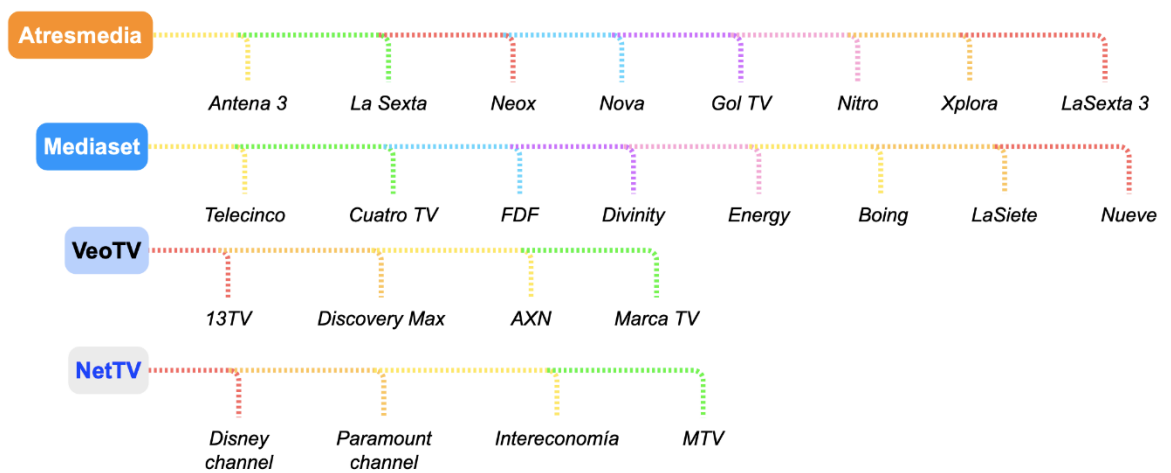 Atresmedia
Antena 3 La Sexta Neox Nova Gol TV Nitro Xplora LaSexta 3
Mediaset
Telecinco Cuatro TV FDF Divinity Energy Boing LaSiete Nueve
VeoTV
13TV Discovery Max AXN Marca TV
NetTV
Disney Paramount Intereconomía MTV
channel channel